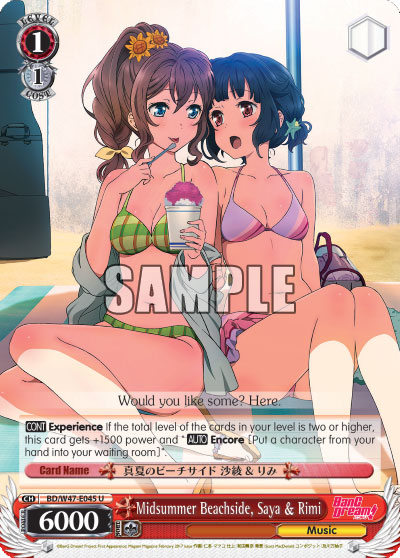 LEVEL
1
1
COST
SAMPLE
Would you like some? Here.
CONT Experience If the total level of the cards in your level is two or higher,
this card gets +1500 power and "AUTO Encore [Put a character from your
hand into your waiting room]".
Card Name 真夏のビーチサイド 沙綾 & りみ
CH BD/W47-E045 U
6000
Midsummer Beachside, Saya & Rimi
BanG Dream!
Music